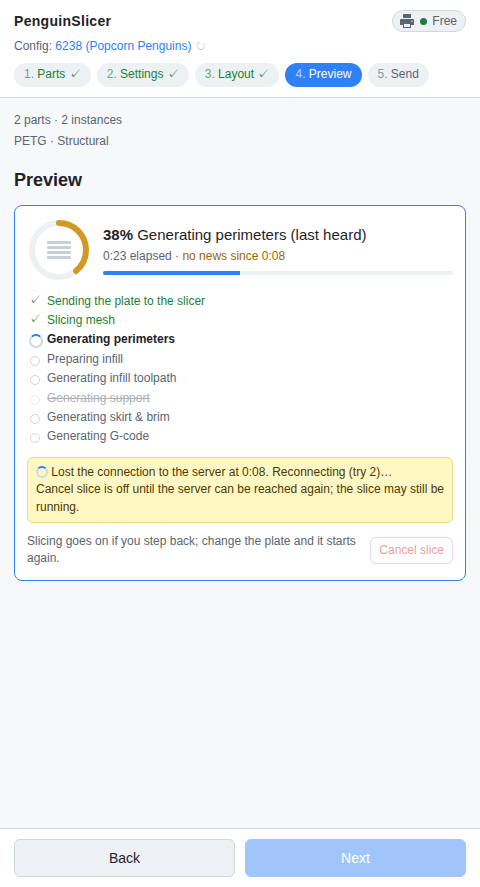 PenguinSlicer
Free
Config: 6238 (Popcorn Penguins)
1. Parts ✓
2. Settings ✓
3. Layout ✓
4. Preview
5. Send
2 parts · 2 instances
PETG · Structural
Preview
38% Generating perimeters (last heard)
0:23 elapsed · no news since 0:08
✓ Sending the plate to the slicer
✓ Slicing mesh
Generating perimeters
Preparing infill
Generating infill toolpath
Generating support
Generating skirt & brim
Generating G-code
Lost the connection to the server at 0:08. Reconnecting (try 2)…
Cancel slice is off until the server can be reached again; the slice may still be
running.
Slicing goes on if you step back; change the plate and it starts
again.
Cancel slice
Back
Next